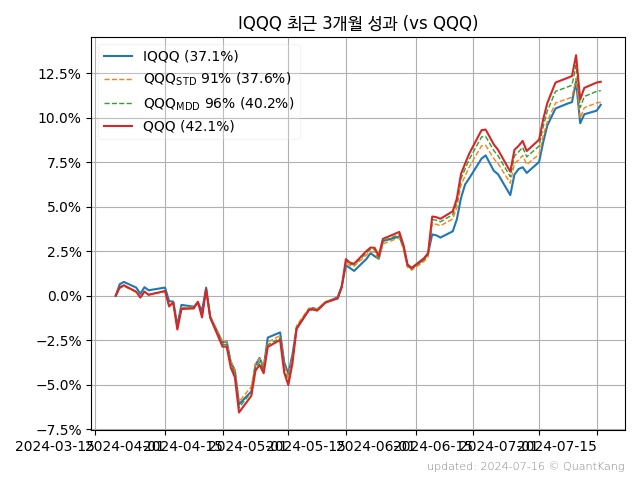 IQQQ 최근 3개월 성과 (vs QQQ)
IQQQ (37.1%)
QQQSTD 91% (37.6%)
QQQMDD 96% (40.2%)
QQQ (42.1%)
12.5%
10.0%
7.5%
5.0%
2.5%
0.0%
−2.5%
−5.0%
−7.5%
2024-03-15 2024-04-01 2024-04-15 2024-05-01 2024-05-15 2024-06-01 2024-06-15 2024-07-01 2024-07-15
updated: 2024-07-16 © QuantKang